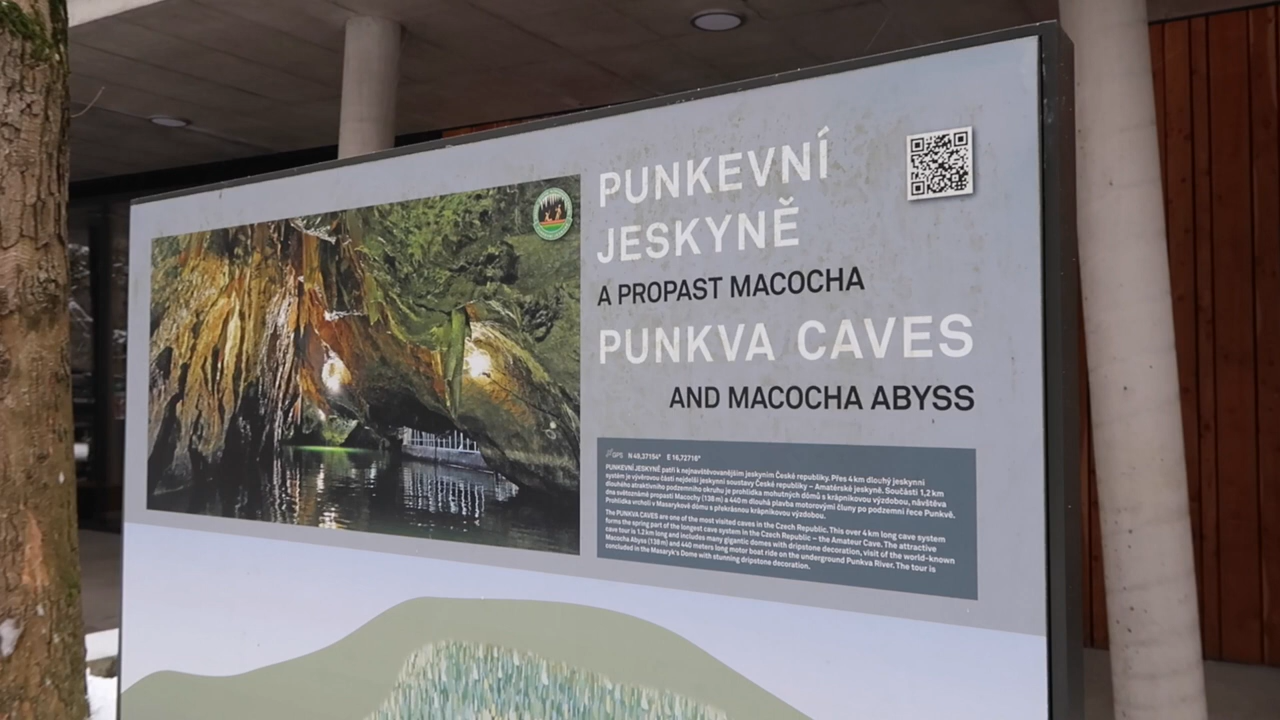 PUNKEVNÍ
JESKYNĚ
A PROPAST MACOCHA
PUNKVA CAVES
AND MACOCHA ABYSS
GPS N 49,37154° E 16,72716°
PUNKEVNÍ JESKYNĚ patří k nejnavštěvovanějším jeskyním České republiky. Přes 4 km dlouhý jeskynní
systém je vývěrovou částí nejdelší jeskynní soustavy České republiky – Amatérské jeskyně. Součástí 1,2 km
dlouhého atraktivního podzemního okruhu je prohlídka mohutných dómů s krápníkovou výzdobou, návštěva
dna světoznámé propasti Macochy (138 m) a 440 m dlouhá plavba motorovými čluny po podzemní řece Punkvě.
Prohlídka vrcholí v Masarykově dómu s překrásnou krápníkovou výzdobou.
The PUNKVA CAVES are one of the most visited caves in the Czech Republic. This over 4 km long cave system
forms the spring part of the longest cave system in the Czech Republic – the Amateur Cave. The attractive
cave tour is 1.2 km long and includes many gigantic domes with dripstone decoration, visit of the world-known
Macocha Abyss (138 m) and 440 meters long motor boat ride on the underground Punkva River. The tour is
concluded in the Masaryk's Dome with stunning dripstone decoration.